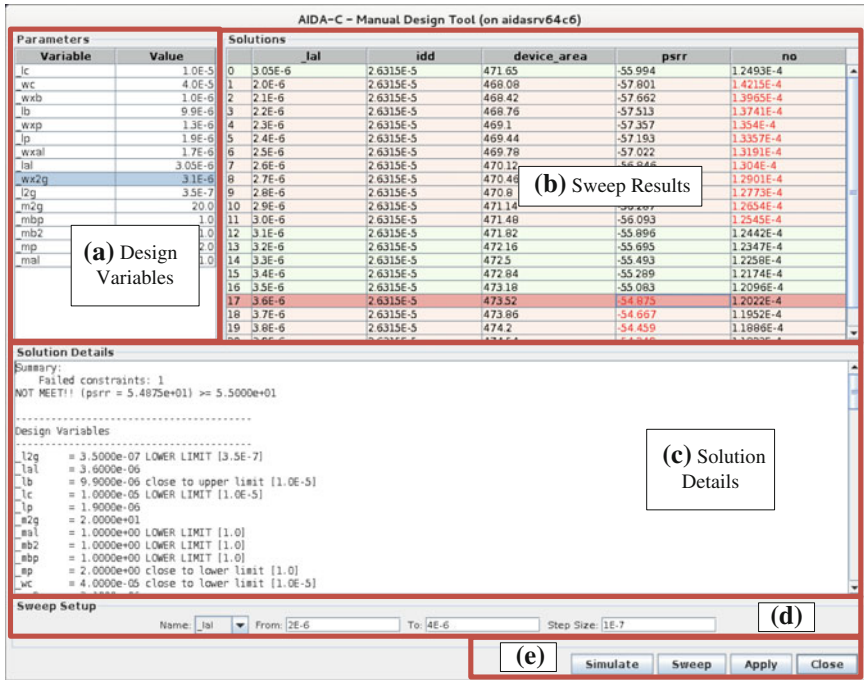 AIDA-C - Manual Design Tool (on aidasrv64c6)
Parameters
Variable Value
_lc 1.0E-5
_wc 4.0E-5
_wxb 1.0E-6
_lb 9.9E-6
_wxp 1.3E-6
_lp 1.9E-6
_wxal 1.7E-6
_lal 3.05E-6
_wx2g 3.1E-6
_l2g 3.5E-7
_m2g 20.0
_mbp 1.0
_mb2
_mp
_mal
(a) Design
Variables
Solutions
_lal idd device_area psrr no
0 3.05E-6 2.6315E-5 471.65 -55.994 1.2493E-4
1 2.0E-6 2.6315E-5 468.08 -57.801 1.4215E-4
2 2.1E-6 2.6315E-5 468.42 -57.662 1.3965E-4
3 2.2E-6 2.6315E-5 468.76 -57.513 1.3741E-4
4 2.3E-6 2.6315E-5 469.1 -57.357 1.354E-4
5 2.4E-6 2.6315E-5 469.44 -57.193 1.3357E-4
6 2.5E-6 2.6315E-5 469.78 -57.022 1.3191E-4
7 2.6E-6 2.6315E-5 470.12 1.304E-4
8 2.7E-6 2.6315E-5 470.46 1.2901E-4
9 2.8E-6 2.6315E-5 470.8 1.2773E-4
10 2.9E-6 2.6315E-5 471.14 1.2654E-4
11 3.0E-6 2.6315E-5 471.48 -56.093 1.2545E-4
12 3.1E-6 2.6315E-5 471.82 -55.896 1.2442E-4
13 3.2E-6 2.6315E-5 472.16 -55.695 1.2347E-4
14 3.3E-6 2.6315E-5 472.5 -55.493 1.2258E-4
15 3.4E-6 2.6315E-5 472.84 -55.289 1.2174E-4
16 3.5E-6 2.6315E-5 473.18 -55.083 1.2096E-4
17 3.6E-6 2.6315E-5 473.52 -54.875 1.2022E-4
18 3.7E-6 2.6315E-5 473.86 -54.667 1.1952E-4
19 3.8E-6 2.6315E-5 474.2 -54.459 1.1886E-4
(b) Sweep Results
Solution Details
Summary:
Failed constraints: 1
NOT MEET!! (psrr = 5.4875e+01) >= 5.5000e+01
----------------------------------------
Design Variables
----------------------------------------
_l2g = 3.5000e-07 LOWER LIMIT [3.5E-7]
_lal = 3.6000e-06
_lb = 9.9000e-06 close to upper limit [1.0E-5]
_lc = 1.0000e-05 LOWER LIMIT [1.0E-5]
_lp = 1.9000e-06
_m2g = 2.0000e+01
_mal = 1.0000e+00 LOWER LIMIT [1.0]
_mb2 = 1.0000e+00 LOWER LIMIT [1.0]
_mbp = 1.0000e+00 LOWER LIMIT [1.0]
_mp = 2.0000e+00 close to lower limit [1.0]
_wc = 4.0000e-05 close to lower limit [1.0E-5]
(c) Solution
Details
Sweep Setup
Name: _lal From: 2E-6 To: 4E-6 Step Size: 1E-7
(d)
(e)
Simulate Sweep Apply Close